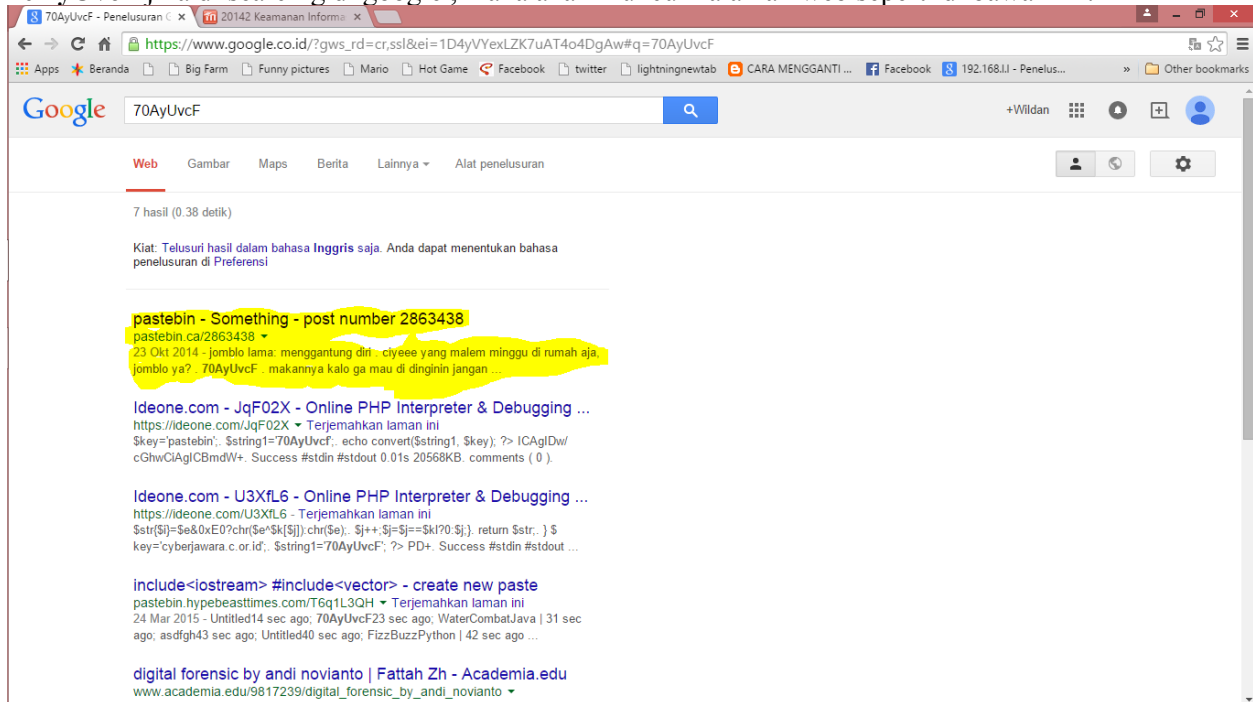 70AyUvcF - Penelusuran G
20142 Keamanan Informa
https://www.google.co.id/?gws_rd=cr,ssl&ei=1D4yVYexLZK7uAT4o4DgAw#q=70AyUvcF
Apps Beranda Big Farm Funny pictures Mario Hot Game Facebook twitter lightningnewtab CARA MENGGANTI ... Facebook 192.168.l.l - Penelus... » Other bookmarks
Google 70AyUvcF +Wildan
Web Gambar Maps Berita Lainnya Alat penelusuran
7 hasil (0.38 detik)
Kiat: Telusuri hasil dalam bahasa Inggris saja. Anda dapat menentukan bahasa
penelusuran di Preferensi
pastebin - Something - post number 2863438
pastebin.ca/2863438
23 Okt 2014 - jomblo lama: menggantung diri . ciyeee yang malem minggu di rumah aja,
jomblo ya? . 70AyUvcF . makannya kalo ga mau di dinginin jangan ...
Ideone.com - JqF02X - Online PHP Interpreter & Debugging ...
https://ideone.com/JqF02X Terjemahkan laman ini
$key='pastebin';. $string1='70AyUvcf';. echo convert($string1, $key); ?> ICAgIDw/
cGhwCiAgICBmdW+. Success #stdin #stdout 0.01s 20568KB. comments ( 0 ).
Ideone.com - U3XfL6 - Online PHP Interpreter & Debugging ...
https://ideone.com/U3XfL6 - Terjemahkan laman ini
$str{$i}=$e&0xE0?chr($e^$k[$j]):chr($e);. $j++;$j=$j==$kl?0:$j;}. return $str;. } $
key='cyberjawara.c.or.id';. $string1='70AyUvcF'; ?> PD+. Success #stdin #stdout ...
include<iostream> #include<vector> - create new paste
pastebin.hypebeasttimes.com/T6q1L3QH Terjemahkan laman ini
24 Mar 2015 - Untitled14 sec ago; 70AyUvcF23 sec ago; WaterCombatJava | 31 sec
ago; asdfgh43 sec ago; Untitled40 sec ago; FizzBuzzPython | 42 sec ago ...
digital forensic by andi novianto | Fattah Zh - Academia.edu
www.academia.edu/9817239/digital_forensic_by_andi_novianto